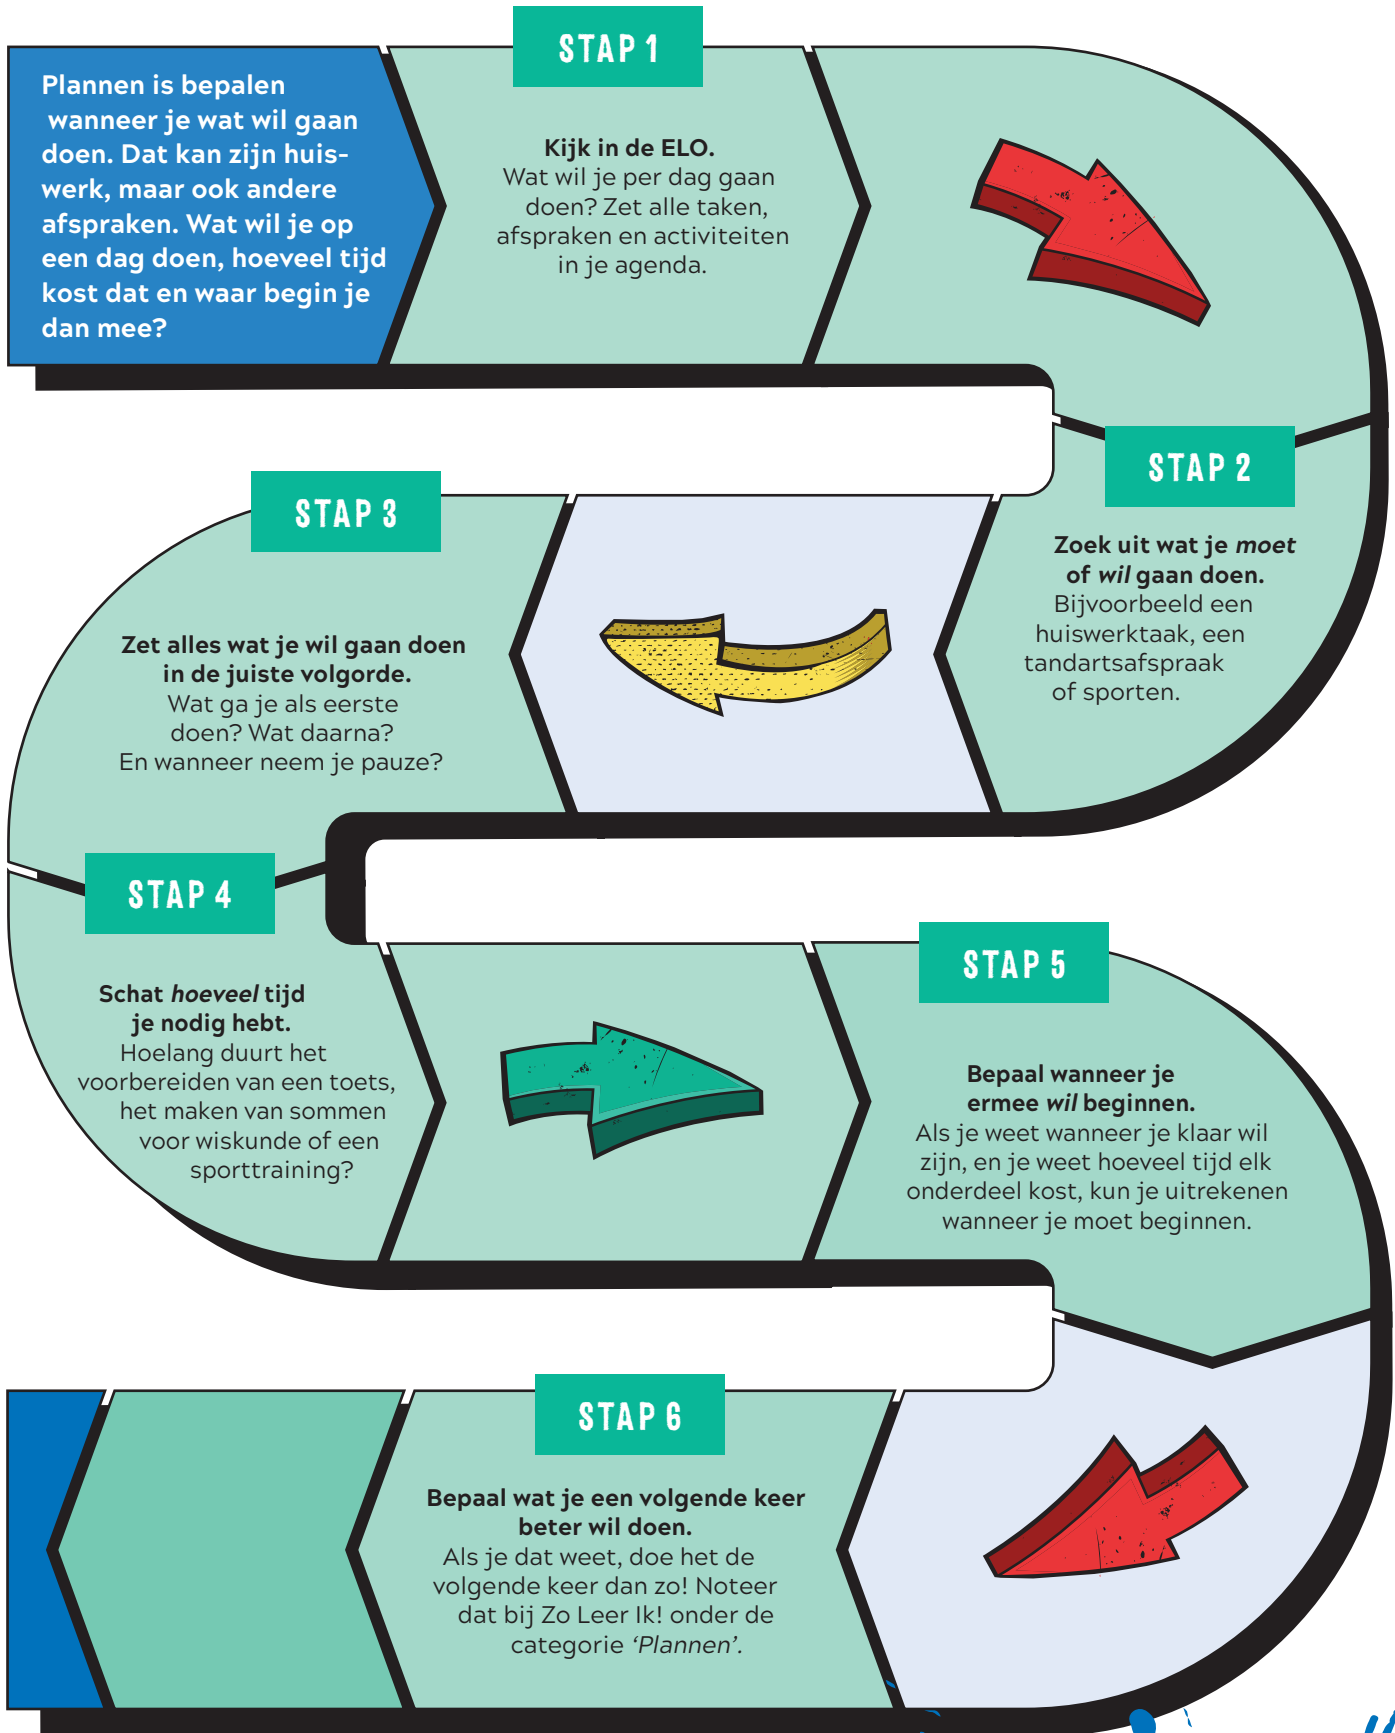 Plannen is bepalen
wanneer je wat wil gaan
doen. Dat kan zijn huis-
werk, maar ook andere
afspraken. Wat wil je op
een dag doen, hoeveel tijd
kost dat en waar begin je
dan mee?
STAP 1
Kijk in de ELO.
Wat wil je per dag gaan
doen? Zet alle taken,
afspraken en activiteiten
in je agenda.
STAP 2
Zoek uit wat je moet
of wil gaan doen.
Bijvoorbeeld een
huiswerktaak, een
tandartsafspraak
of sporten.
STAP 3
Zet alles wat je wil gaan doen
in de juiste volgorde.
Wat ga je als eerste
doen? Wat daarna?
En wanneer neem je pauze?
STAP 4
Schat hoeveel tijd
je nodig hebt.
Hoelang duurt het
voorbereiden van een toets,
het maken van sommen
voor wiskunde of een
sporttraining?
STAP 5
Bepaal wanneer je
ermee wil beginnen.
Als je weet wanneer je klaar wil
zijn, en je weet hoeveel tijd elk
onderdeel kost, kun je uitrekenen
wanneer je moet beginnen.
STAP 6
Bepaal wat je een volgende keer
beter wil doen.
Als je dat weet, doe het de
volgende keer dan zo! Noteer
dat bij Zo Leer Ik! onder de
categorie ‘Plannen’.